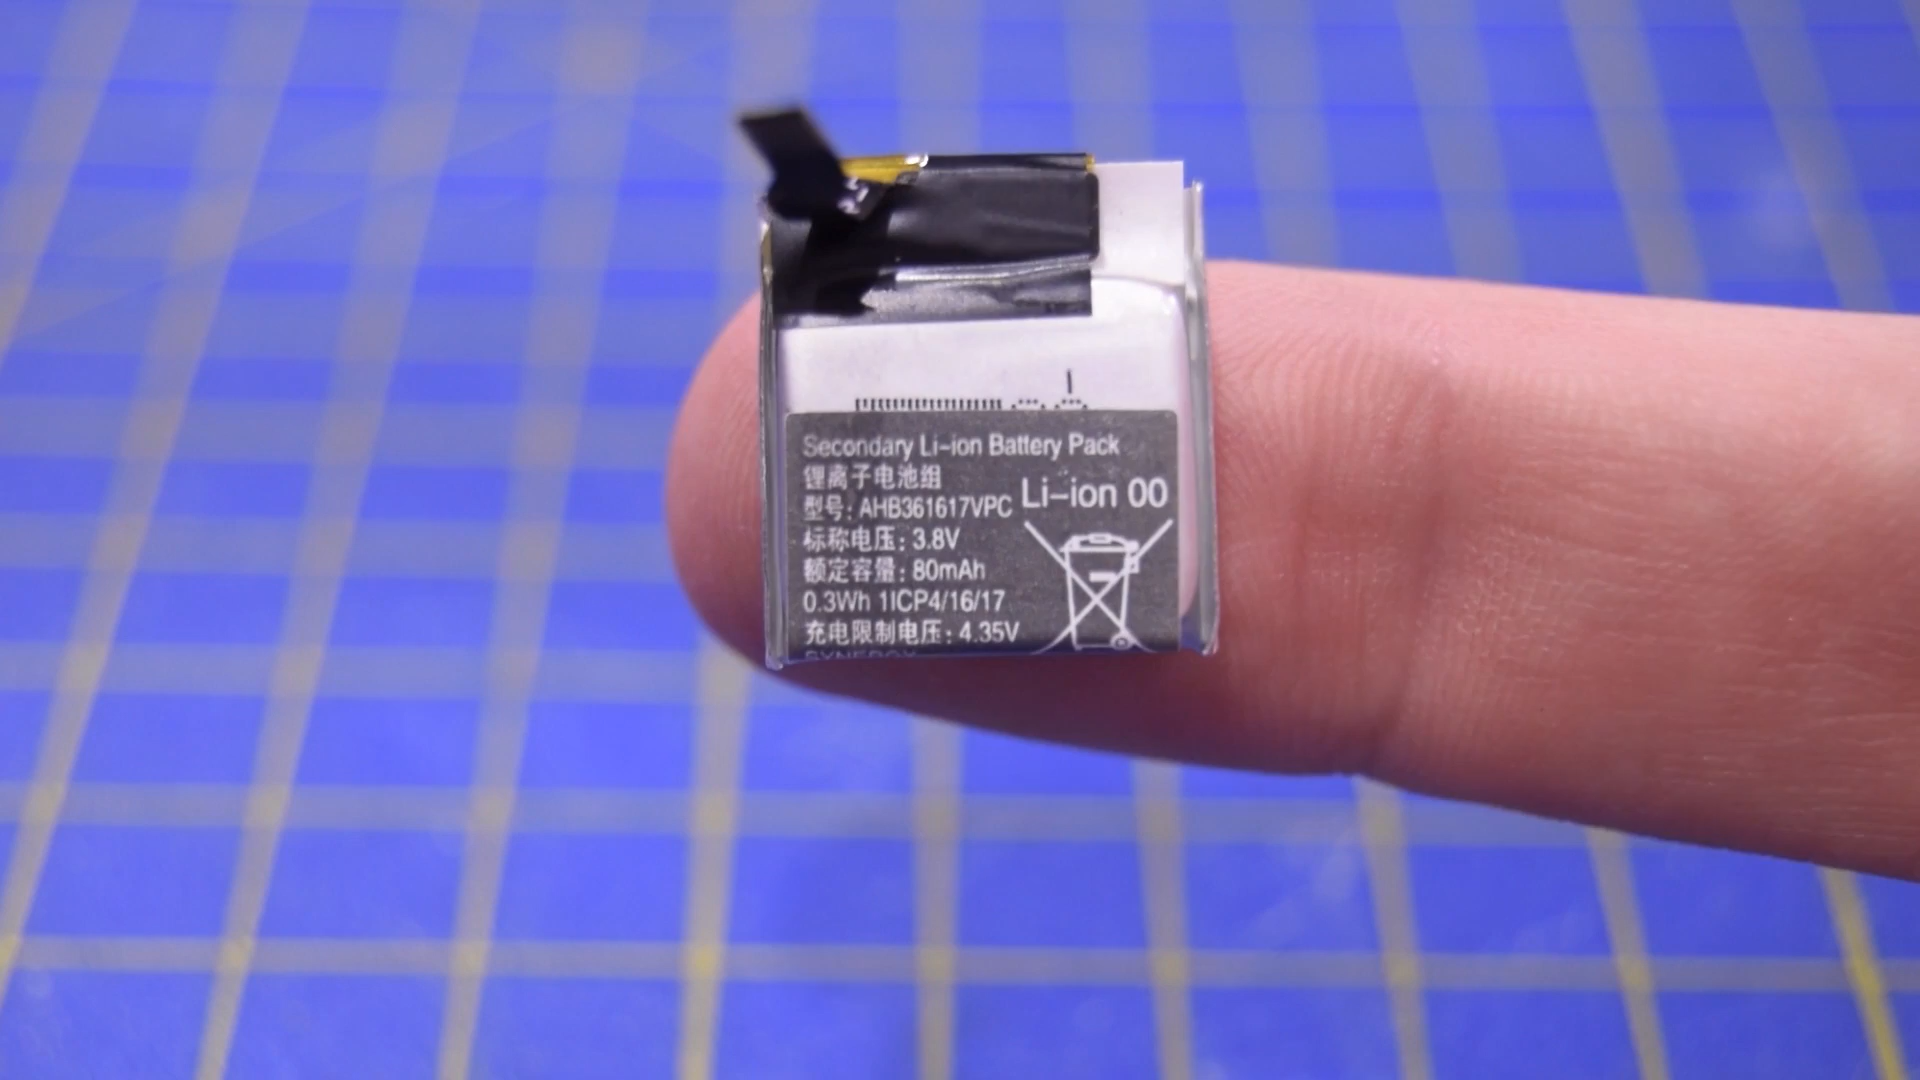 Secondary Li-ion Battery Pack
锂离子电池组
型号: AHB361617VPC
Li-ion 00
标称电压: 3.8V
额定容量: 80mAh
0.3Wh 1ICP4/16/17
充电限制电压: 4.35V